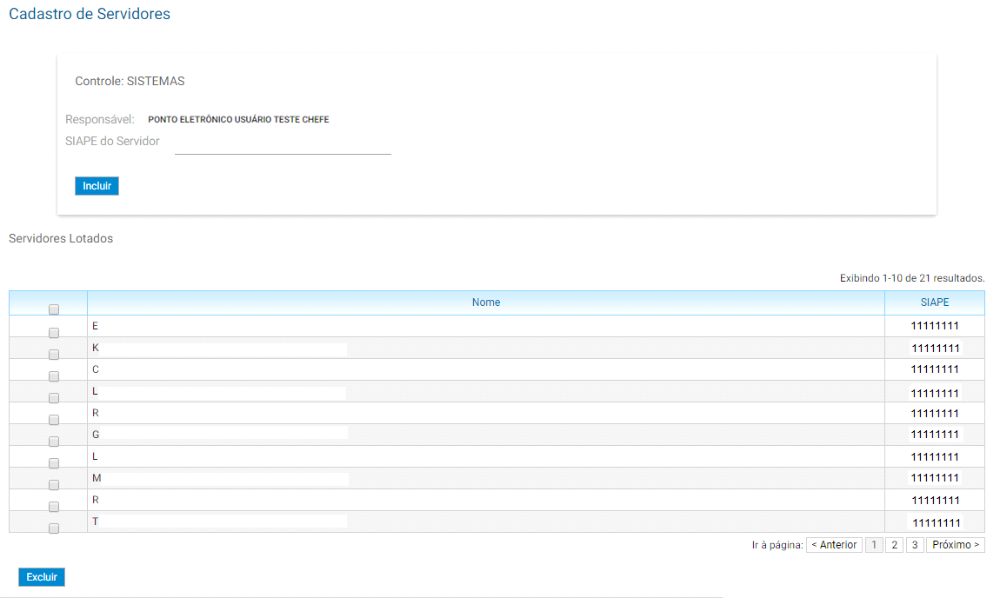 Cadastro de Servidores
Controle: SISTEMAS
Responsável: PONTO ELETRÔNICO USUÁRIO TESTE CHEFE
SIAPE do Servidor
Incluir
Servidores Lotados
Exibindo 1-10 de 21 resultados.
Nome SIAPE
E 11111111
K 11111111
C 11111111
L 11111111
R 11111111
G 11111111
L 11111111
M 11111111
R 11111111
T 11111111
Ir à página: < Anterior 1 2 3 Próximo >
Excluir